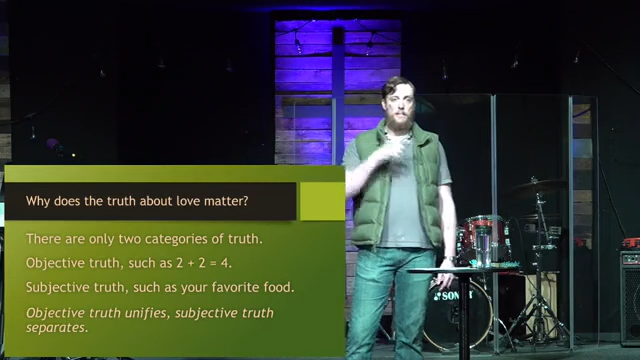 Why does the truth about love matter?
There are only two categories of truth.
Objective truth, such as 2 + 2 = 4.
Subjective truth, such as your favorite food.
Objective truth unifies, subjective truth
separates.